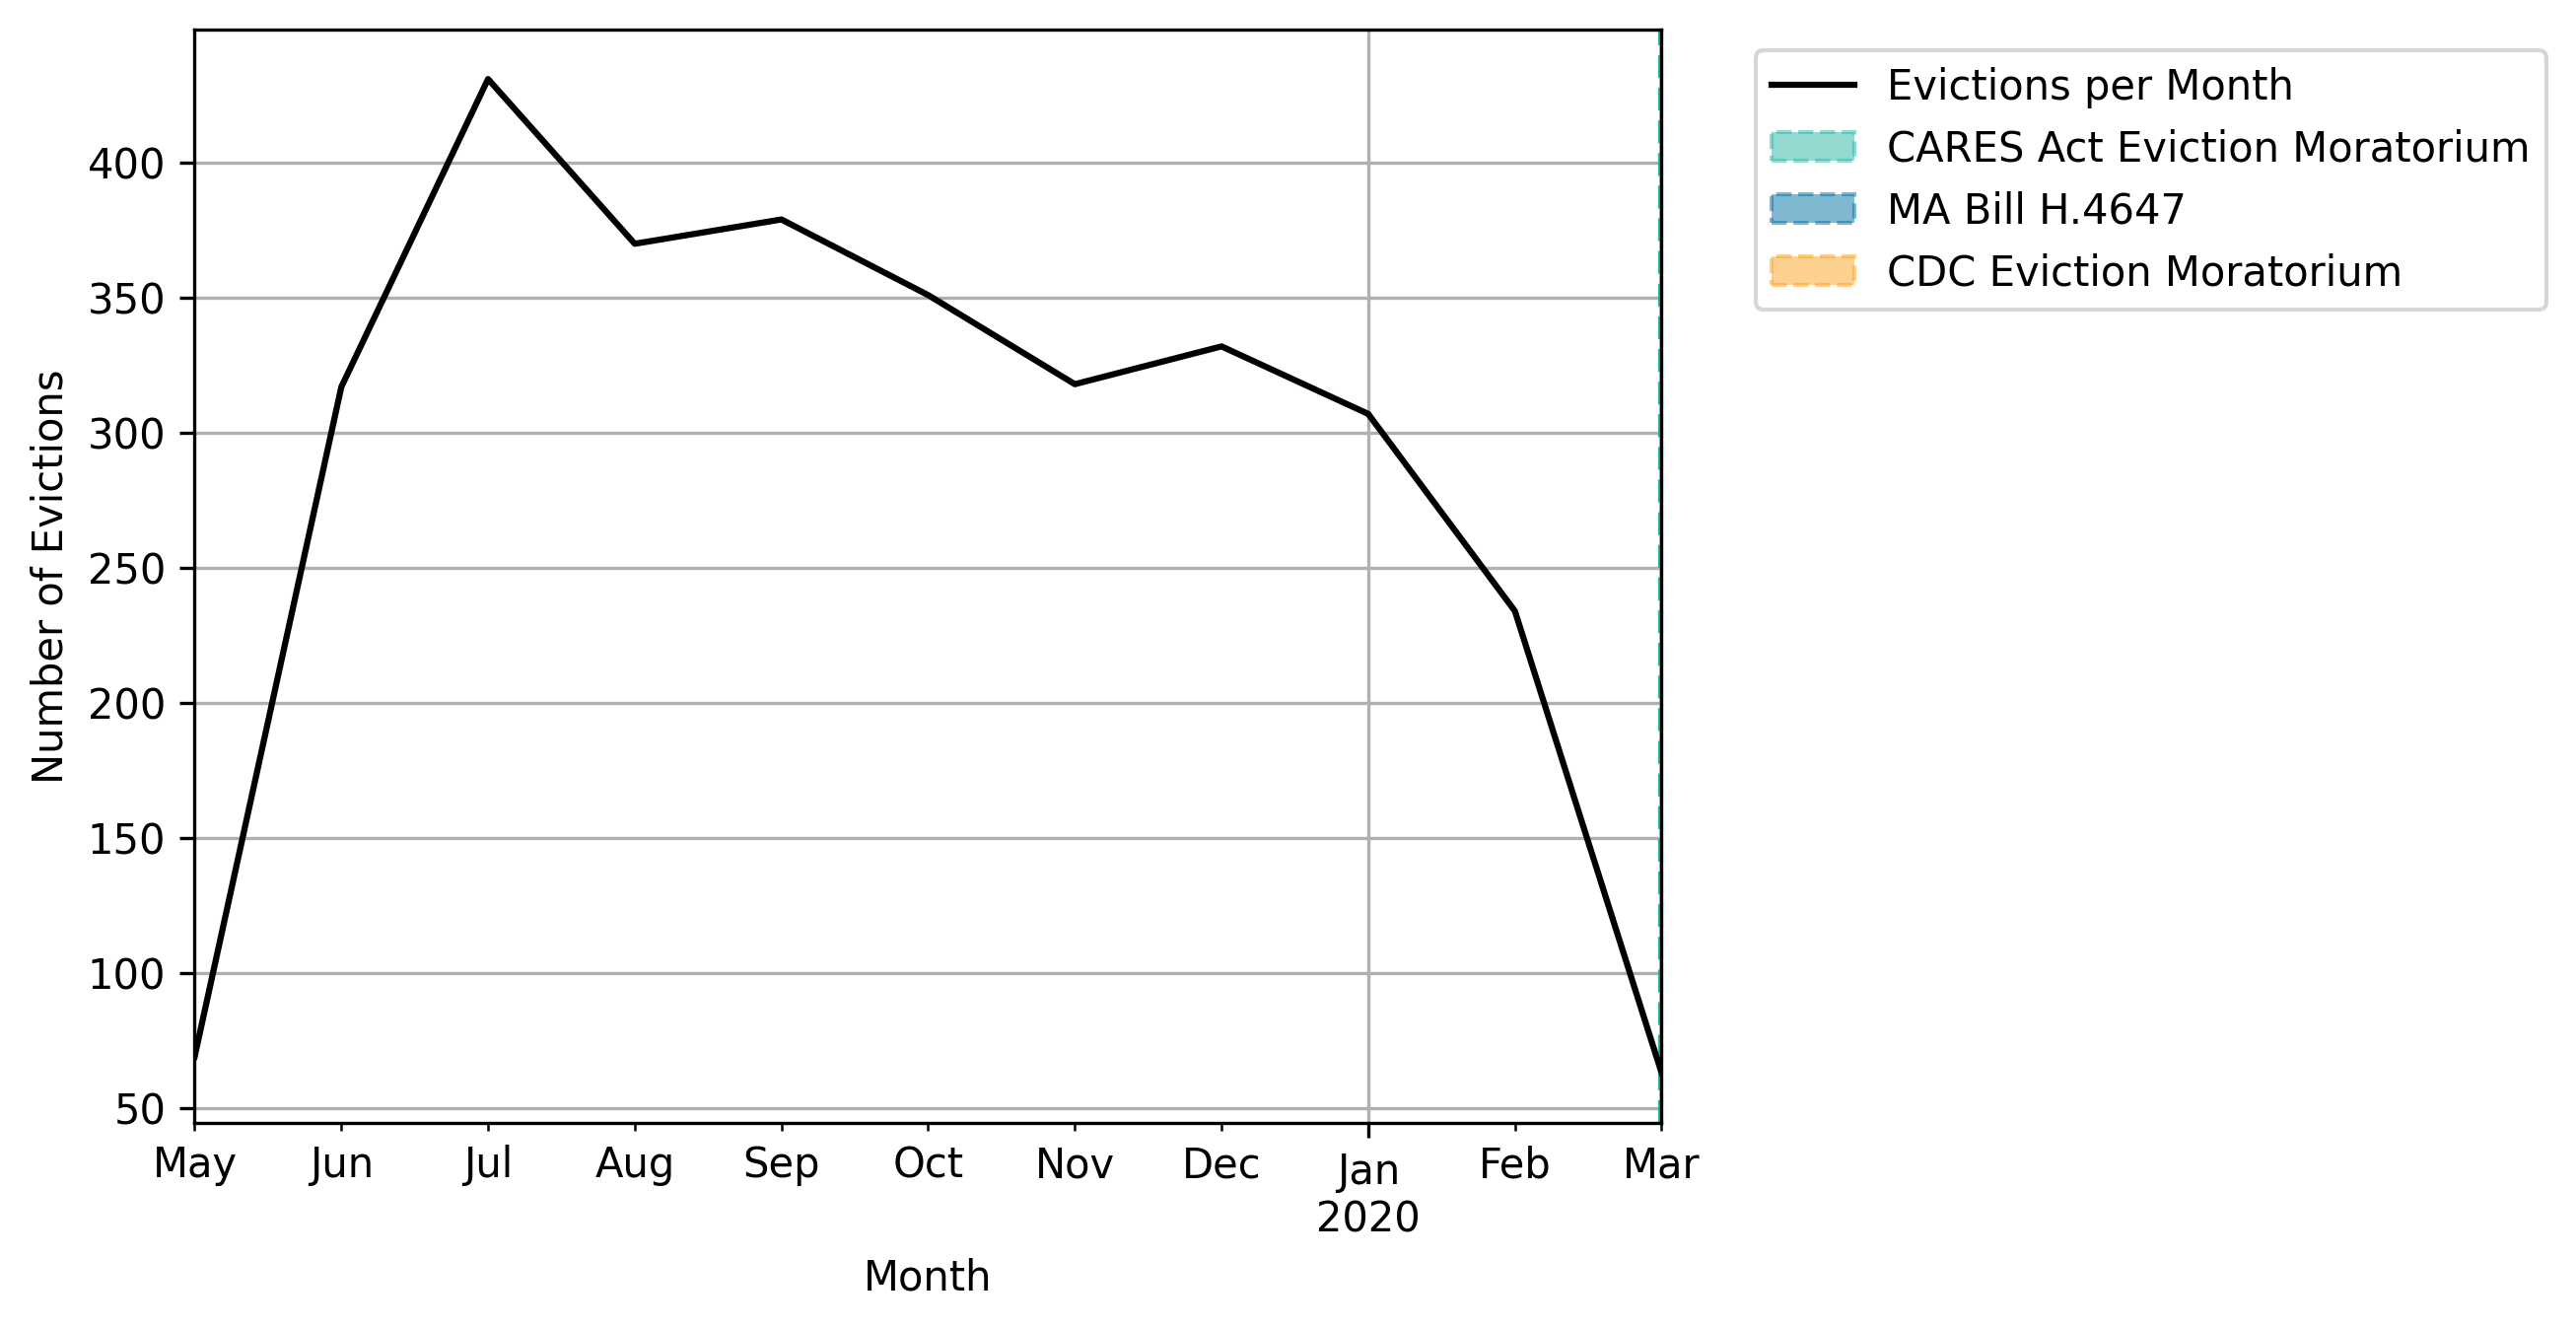 Evictions per Month
CARES Act Eviction Moratorium
MA Bill H.4647
CDC Eviction Moratorium
Number of Evictions
400
350
300
250
200
150
100
50
May Jun Jul Aug Sep Oct Nov Dec Jan Feb Mar
2020
Month